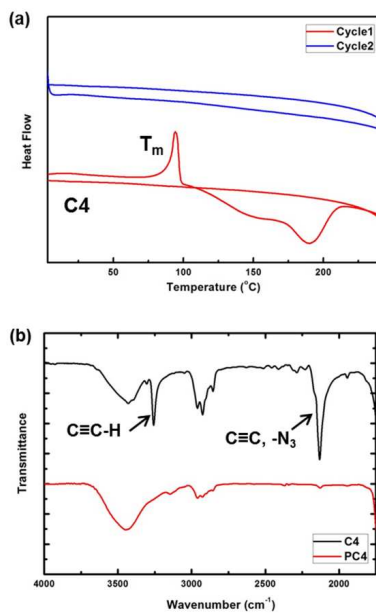 (a)
Cycle1
Cycle2
Heat Flow
Tm
C4
50
100
150
200
Temperature (°C)
(b)
C≡C-H
C≡C, -N3
Transmittance
C4
PC4
4000
3500
3000
2500
2000
Wavenumber (cm-1)